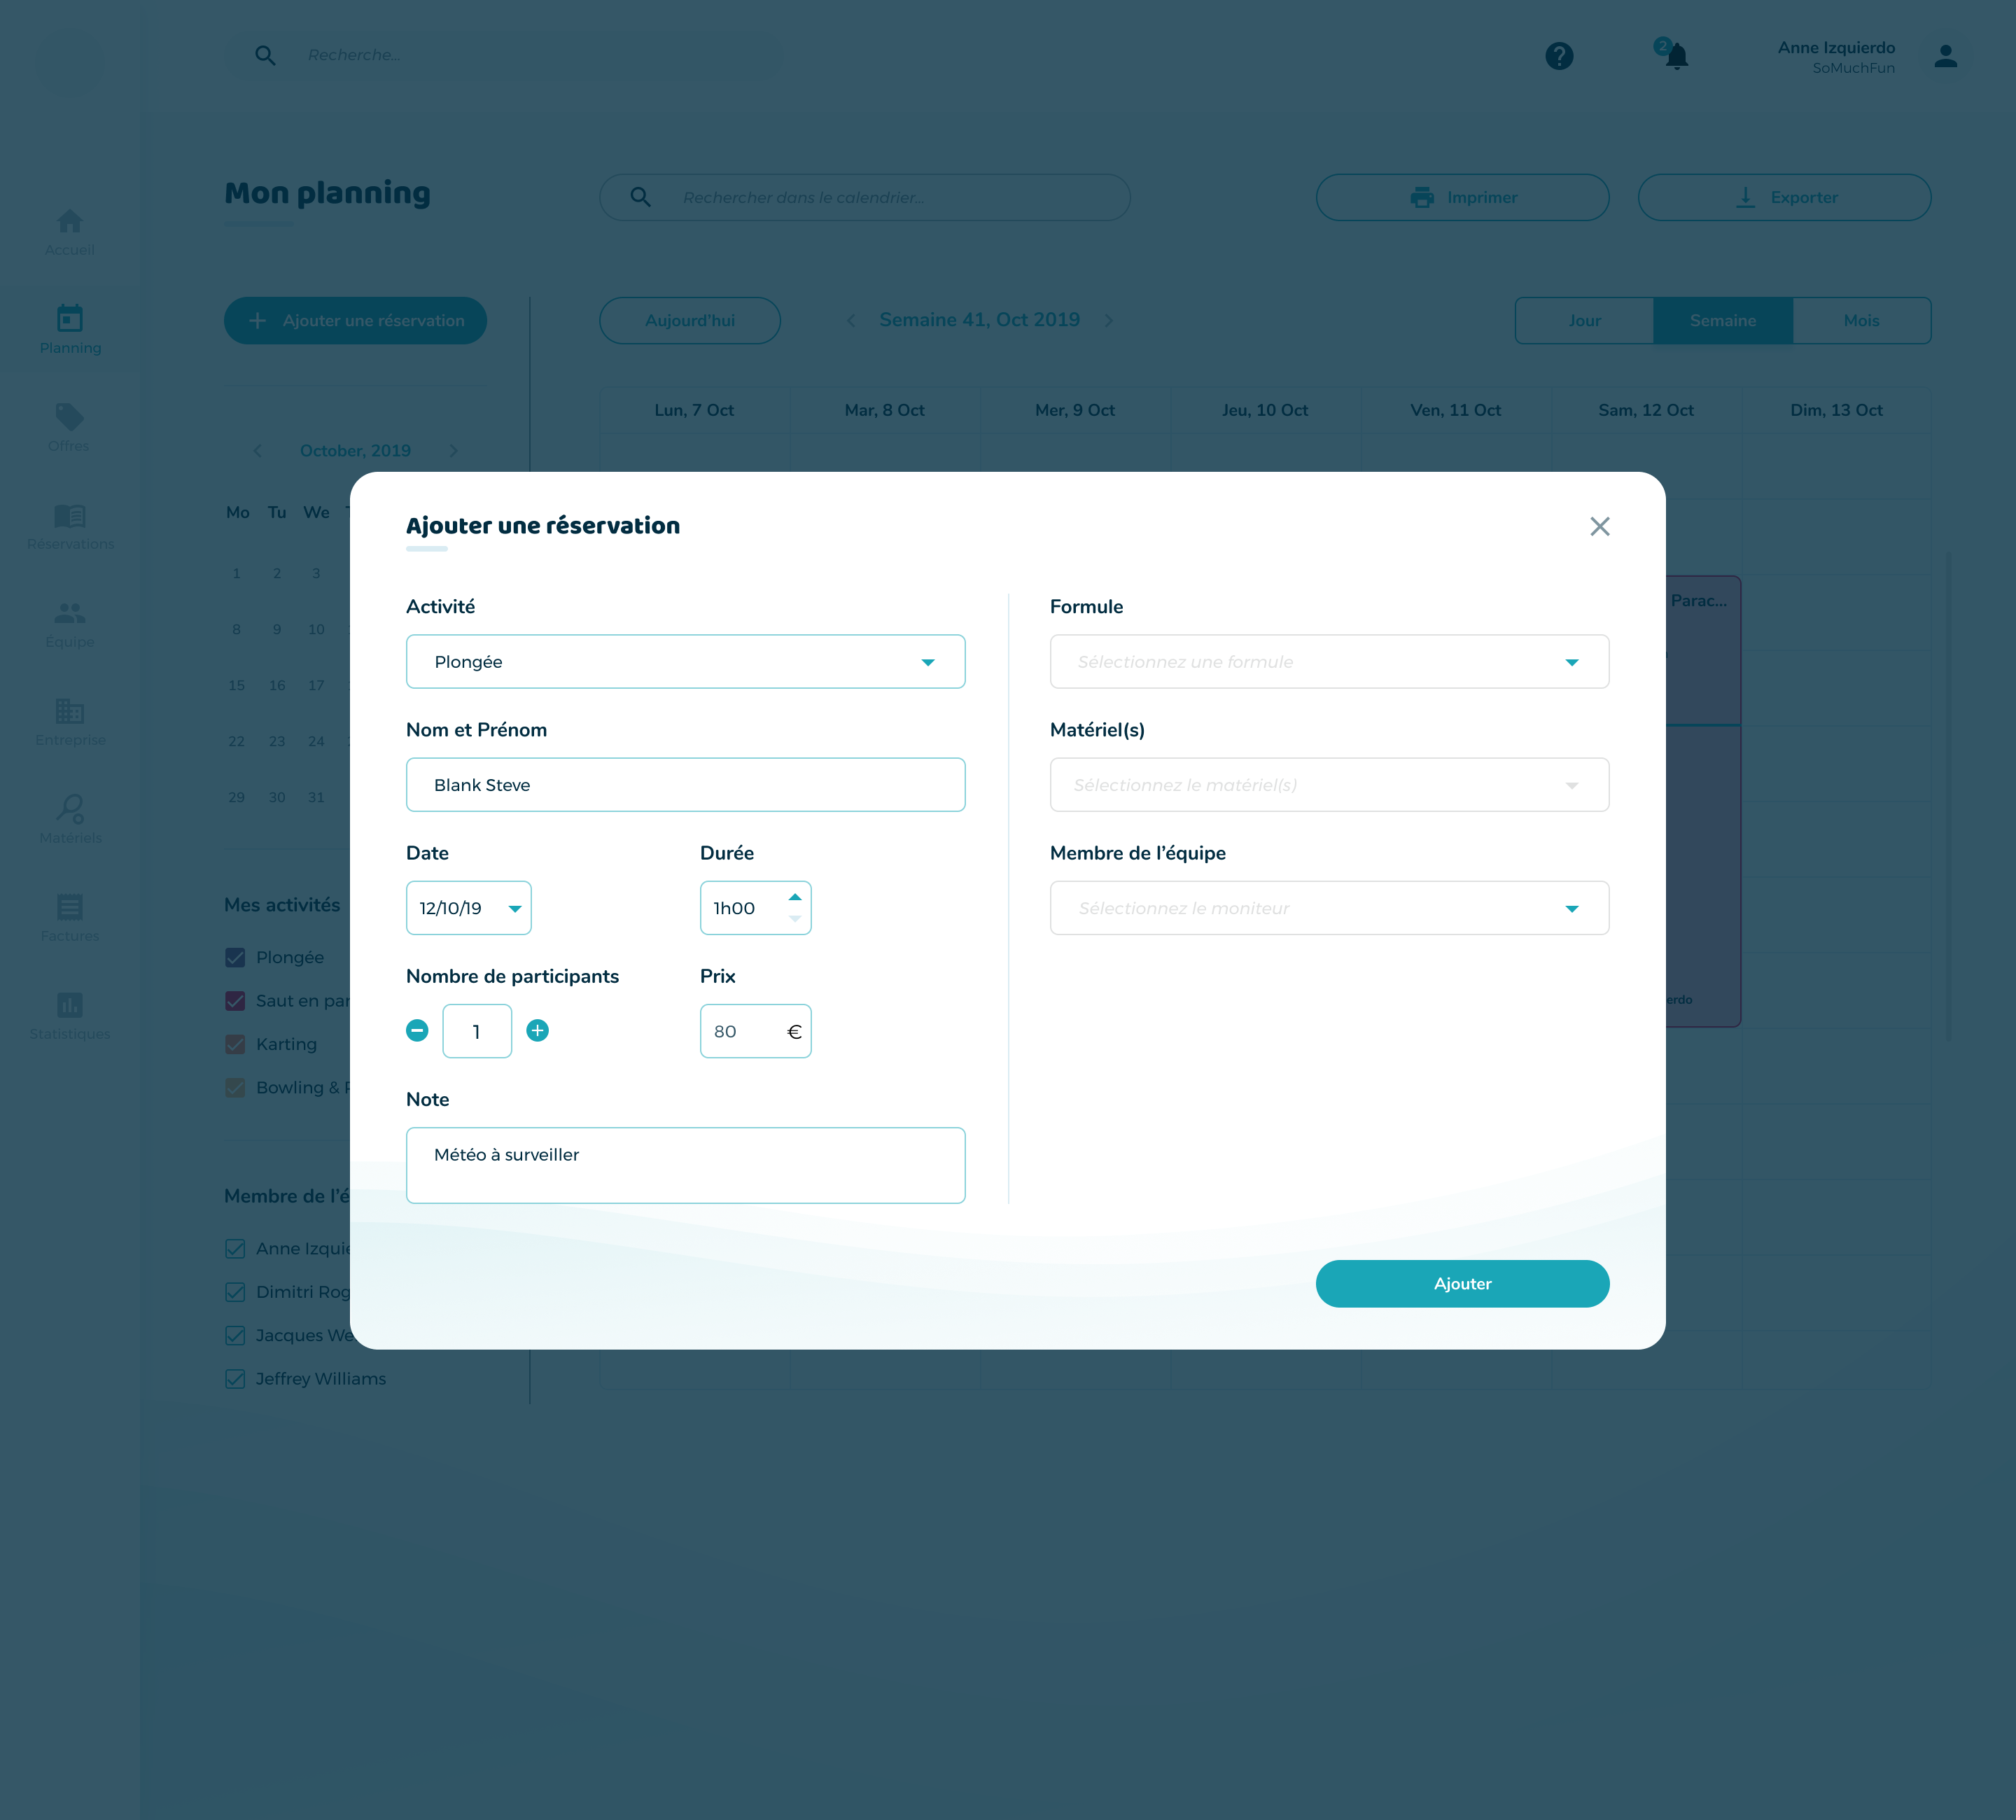 Recherche...
2
Anne Izquierdo
SoMuchFun
Mon planning
Rechercher dans le calendrier...
Imprimer
Exporter
Accueil
Planning
Offres
Réservations
Équipe
Entreprise
Matériels
Factures
Statistiques
Ajouter une réservation
Aujourd'hui
Semaine 41, Oct 2019
Jour
Semaine
Mois
Lun, 7 Oct
Mar, 8 Oct
Mer, 9 Oct
Jeu, 10 Oct
Ven, 11 Oct
Sam, 12 Oct
Dim, 13 Oct
October, 2019
Mo Tu We
1 2 3
8 9 10
15 16 17
22 23 24
29 30 31
Mes activités
Plongée
Saut en par
Karting
Bowling &
Membre de l'é
Anne Izquie
Dimitri Rog
Jacques We
Jeffrey Williams
Parac...
erdo
Ajouter une réservation
Activité
Plongée
Nom et Prénom
Blank Steve
Date
Durée
12/10/19
1h00
Nombre de participants
Prix
1
80 €
Note
Météo à surveiller
Formule
Sélectionnez une formule
Matériel(s)
Sélectionnez le matériel(s)
Membre de l’équipe
Sélectionnez le moniteur
Ajouter